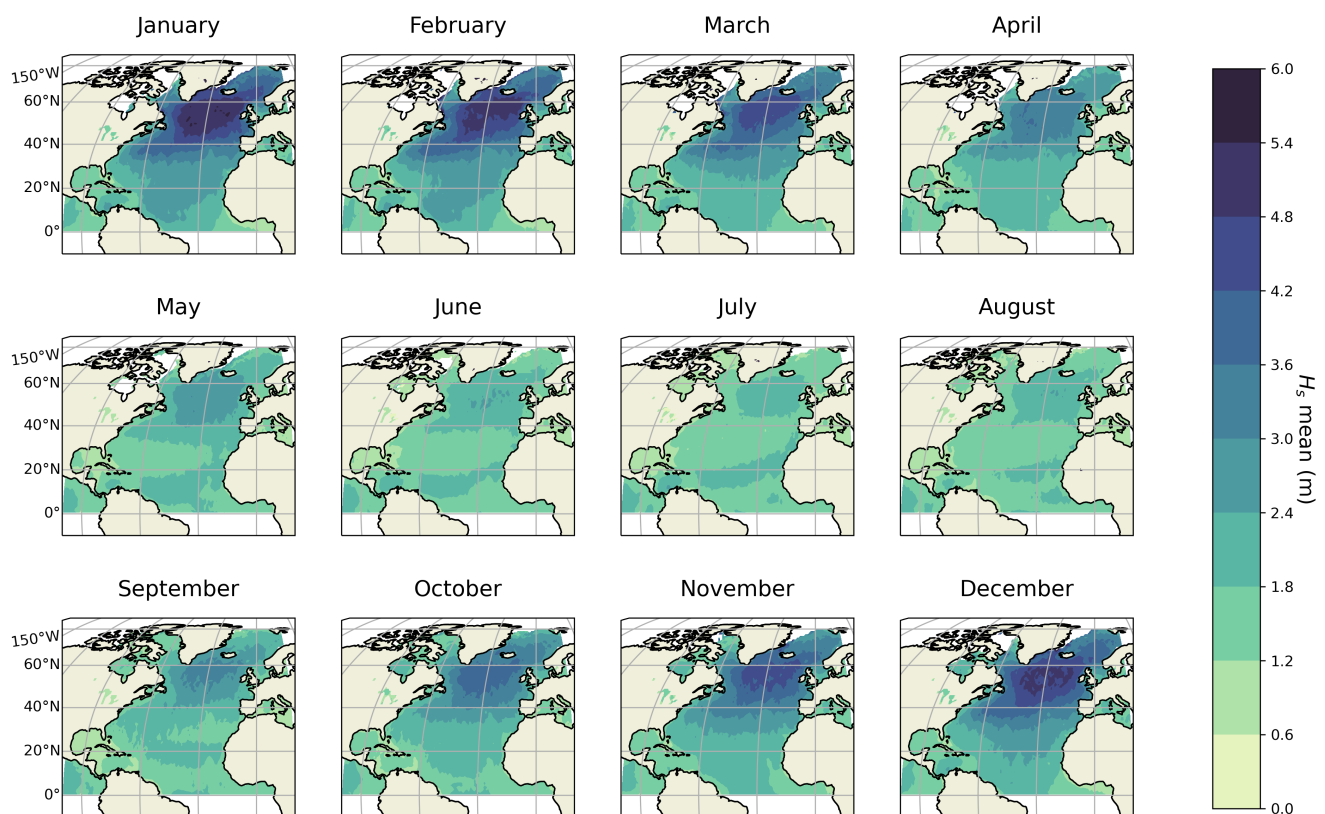 January February March April
150°W
60°N
40°N
20°N
0°
May June July August
150°W
60°N
40°N
20°N
0°
September October November December
150°W
60°N
40°N
20°N
0°
6.0
5.4
4.8
4.2
3.6
3.0
2.4
1.8
1.2
0.6
0.0
Hs mean (m)